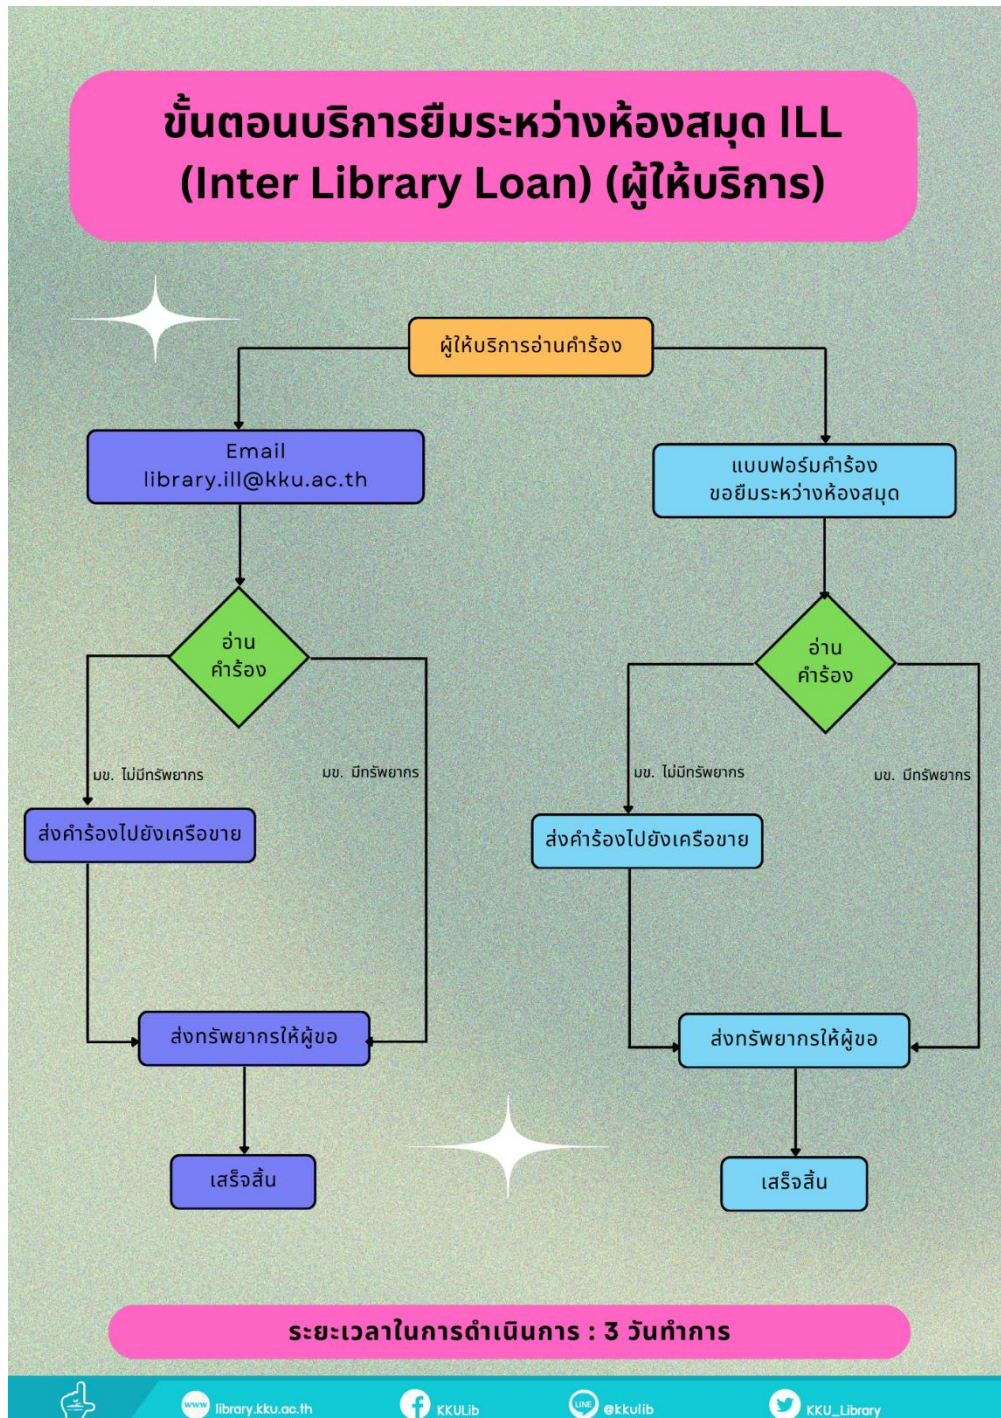 ขั้นตอนบริการยืมระหว่างห้องสมุด ILL
(Inter Library Loan) (ผู้ให้บริการ)
ผู้ให้บริการอ่านคำร้อง
Email
library.ill@kku.ac.th
แบบฟอร์มคำร้อง
ขอยืมระหว่างห้องสมุด
อ่าน
คำร้อง
อ่าน
คำร้อง
มข. ไม่มีทรัพยากร
มข. มีทรัพยากร
มข. ไม่มีทรัพยากร
มข. มีทรัพยากร
ส่งคำร้องไปยังเครือขาย
ส่งคำร้องไปยังเครือขาย
ส่งทรัพยากรให้ผู้ขอ
ส่งทรัพยากรให้ผู้ขอ
เสร็จสิ้น
เสร็จสิ้น
ระยะเวลาในการดำเนินการ : 3 วันทำการ
www library.kku.ac.th
KKULib
LINE @kkulib
KKU_Library